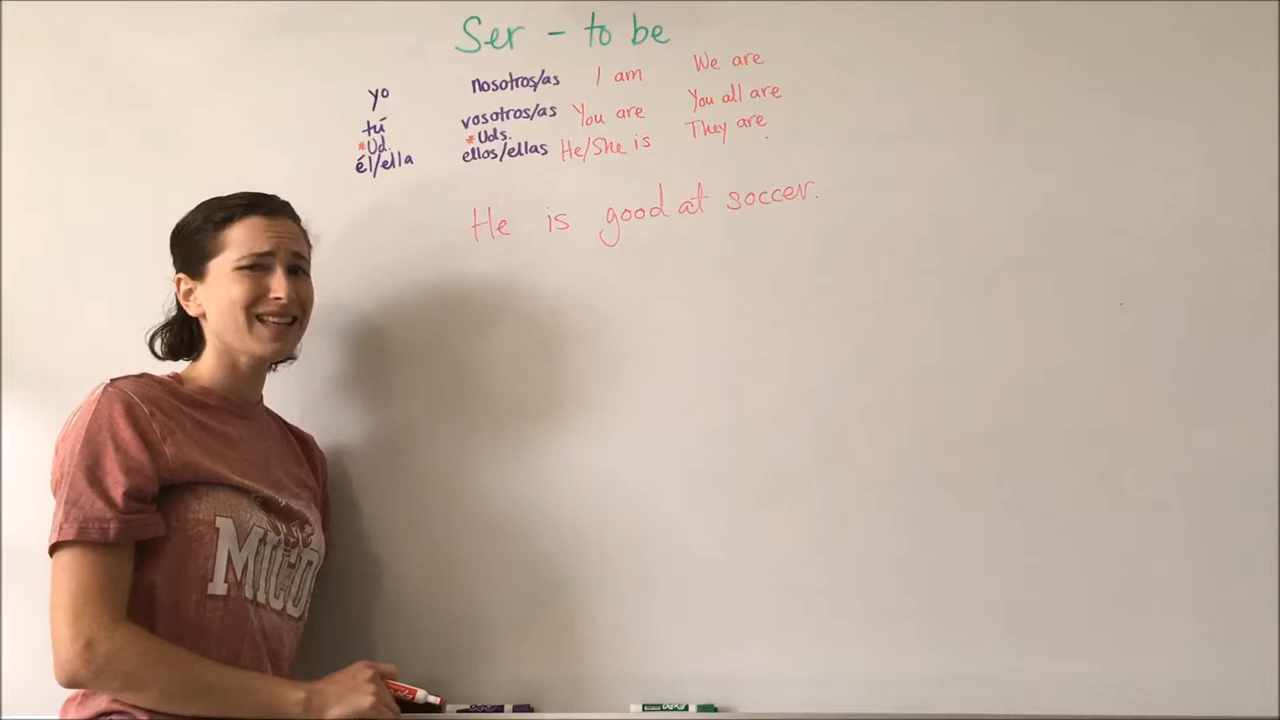 Ser - to be
yo nosotros/as I am We are
tú vosotros/as You are You all are
*Ud. *Uds.
él/ella ellos/ellas He/She is They are
He is good at soccer.